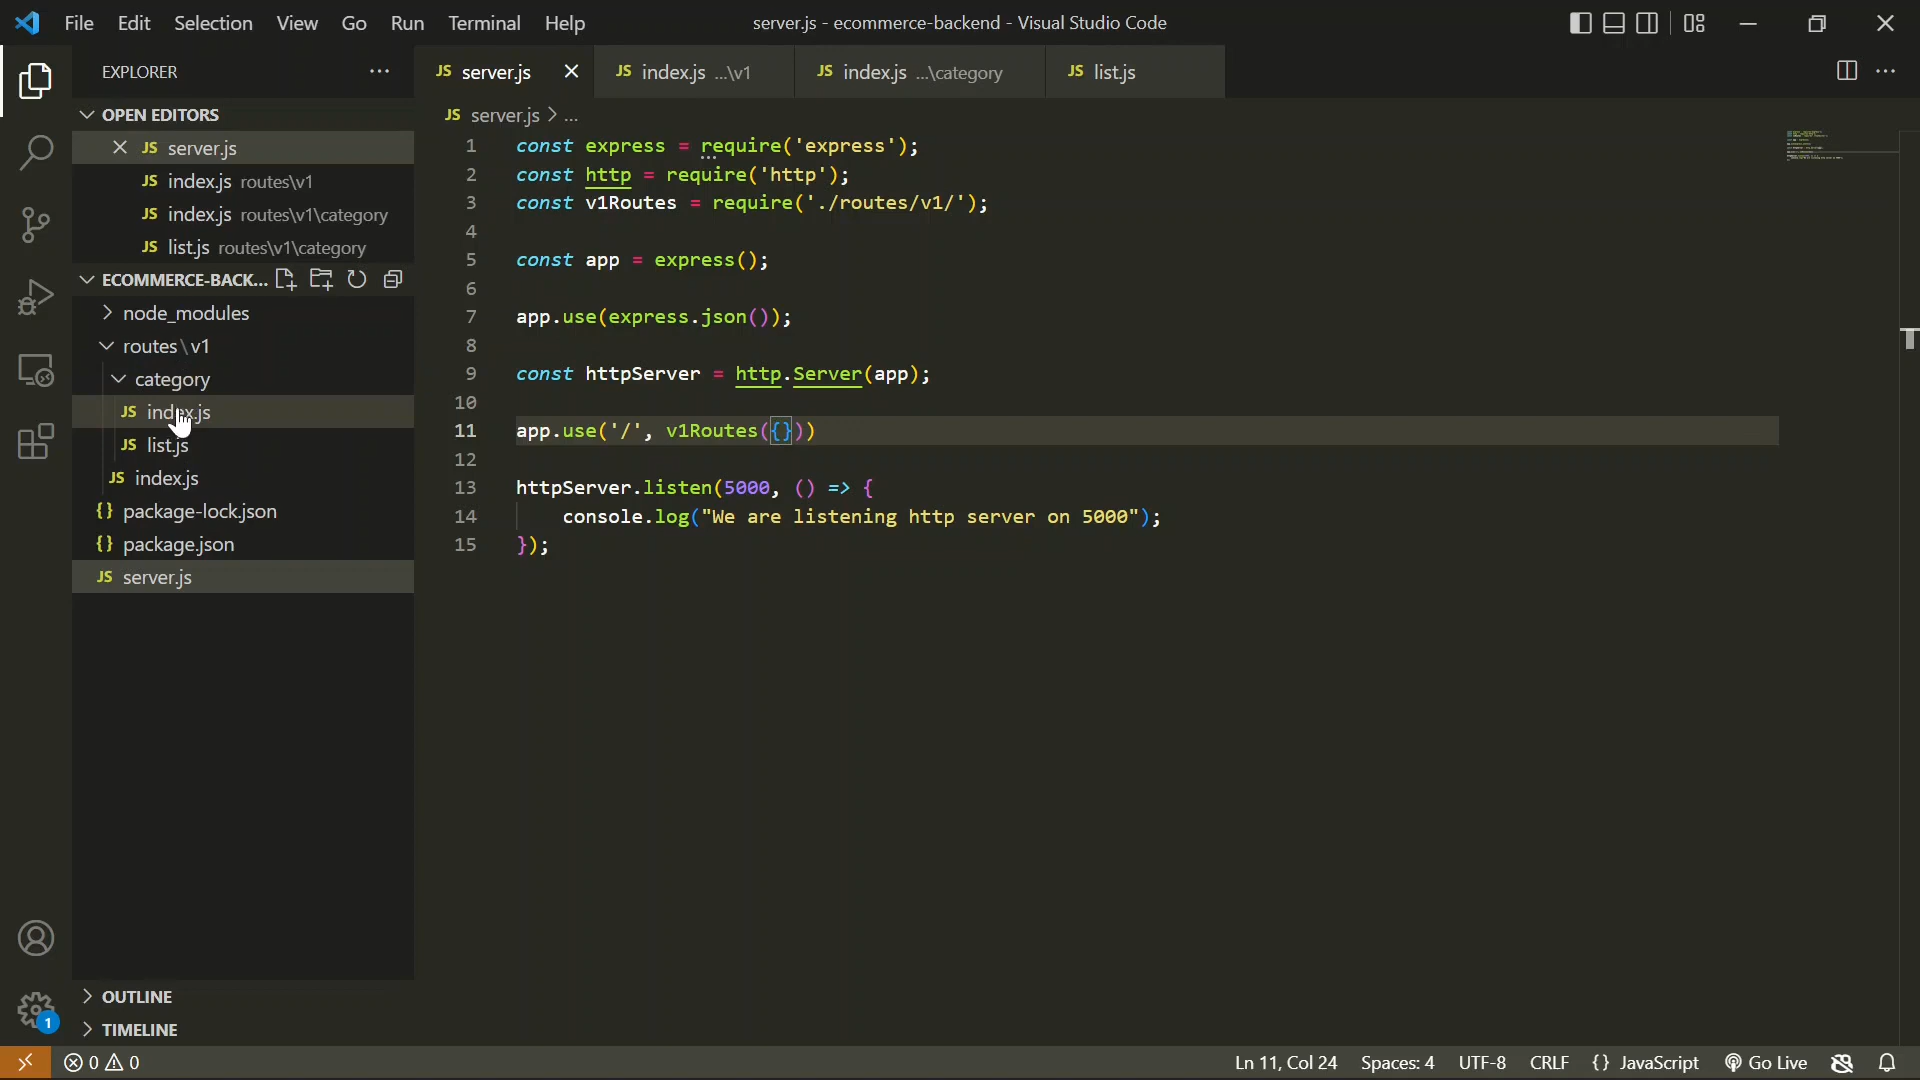 File Edit Selection View Go Run Terminal Help
server.js - ecommerce-backend - Visual Studio Code
EXPLORER
JS server.js
JS index.js ...\v1
JS index.js ...\category
JS list.js
OPEN EDITORS
JS server.js
JS index.js routes\v1
JS index.js routes\v1\category
JS list.js routes\v1\category
ECOMMERCE-BACK...
node_modules
routes\v1
category
JS index.js
JS list.js
JS index.js
{} package-lock.json
{} package.json
JS server.js
OUTLINE
TIMELINE
JS server.js > ...
1 const express = require('express');
2 const http = require('http');
3 const v1Routes = require('./routes/v1/');
4
5 const app = express();
6
7 app.use(express.json());
8
9 const httpServer = http.Server(app);
10
11 app.use('/', v1Routes({}))
12
13 httpServer.listen(5000, () => {
14 console.log("We are listening http server on 5000");
15 });
1
0 0
Ln 11, Col 24 Spaces: 4 UTF-8 CRLF {} JavaScript Go Live